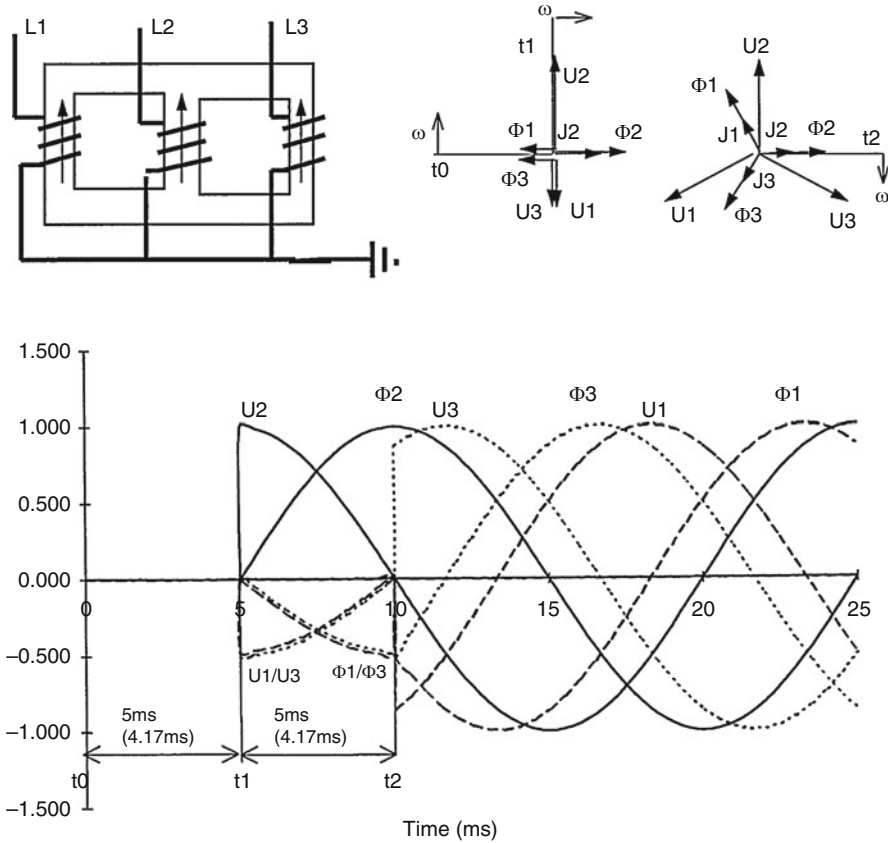 L1
L2
L3
ω
t1
U2
Φ1
J2
Φ2
ω
t0
Φ3
U3
U1
U2
Φ1
J1
J2
Φ2
t2
J3
U1
Φ3
U3
ω
1.500
U2
Φ2
U3
Φ3
U1
Φ1
1.000
0.500
0.000
0
5
10
15
20
25
–0.500
U1/U3
Φ1/Φ3
5ms
(4.17ms)
5ms
(4.17ms)
–1.000
t0
t1
t2
–1.500
Time (ms)